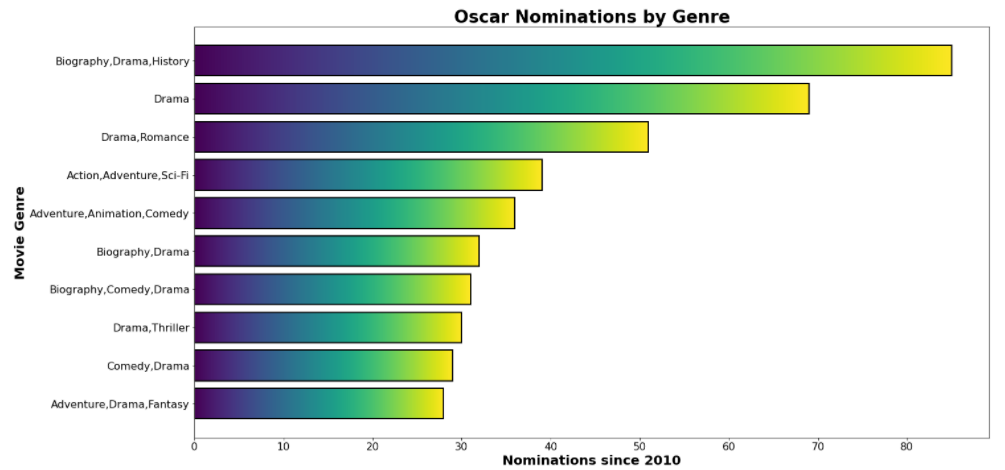 Oscar Nominations by Genre
Movie Genre
Biography,Drama,History
Drama
Drama,Romance
Action,Adventure,Sci-Fi
Adventure,Animation,Comedy
Biography,Drama
Biography,Comedy,Drama
Drama,Thriller
Comedy,Drama
Adventure,Drama,Fantasy
0 10 20 30 40 50 60 70 80
Nominations since 2010